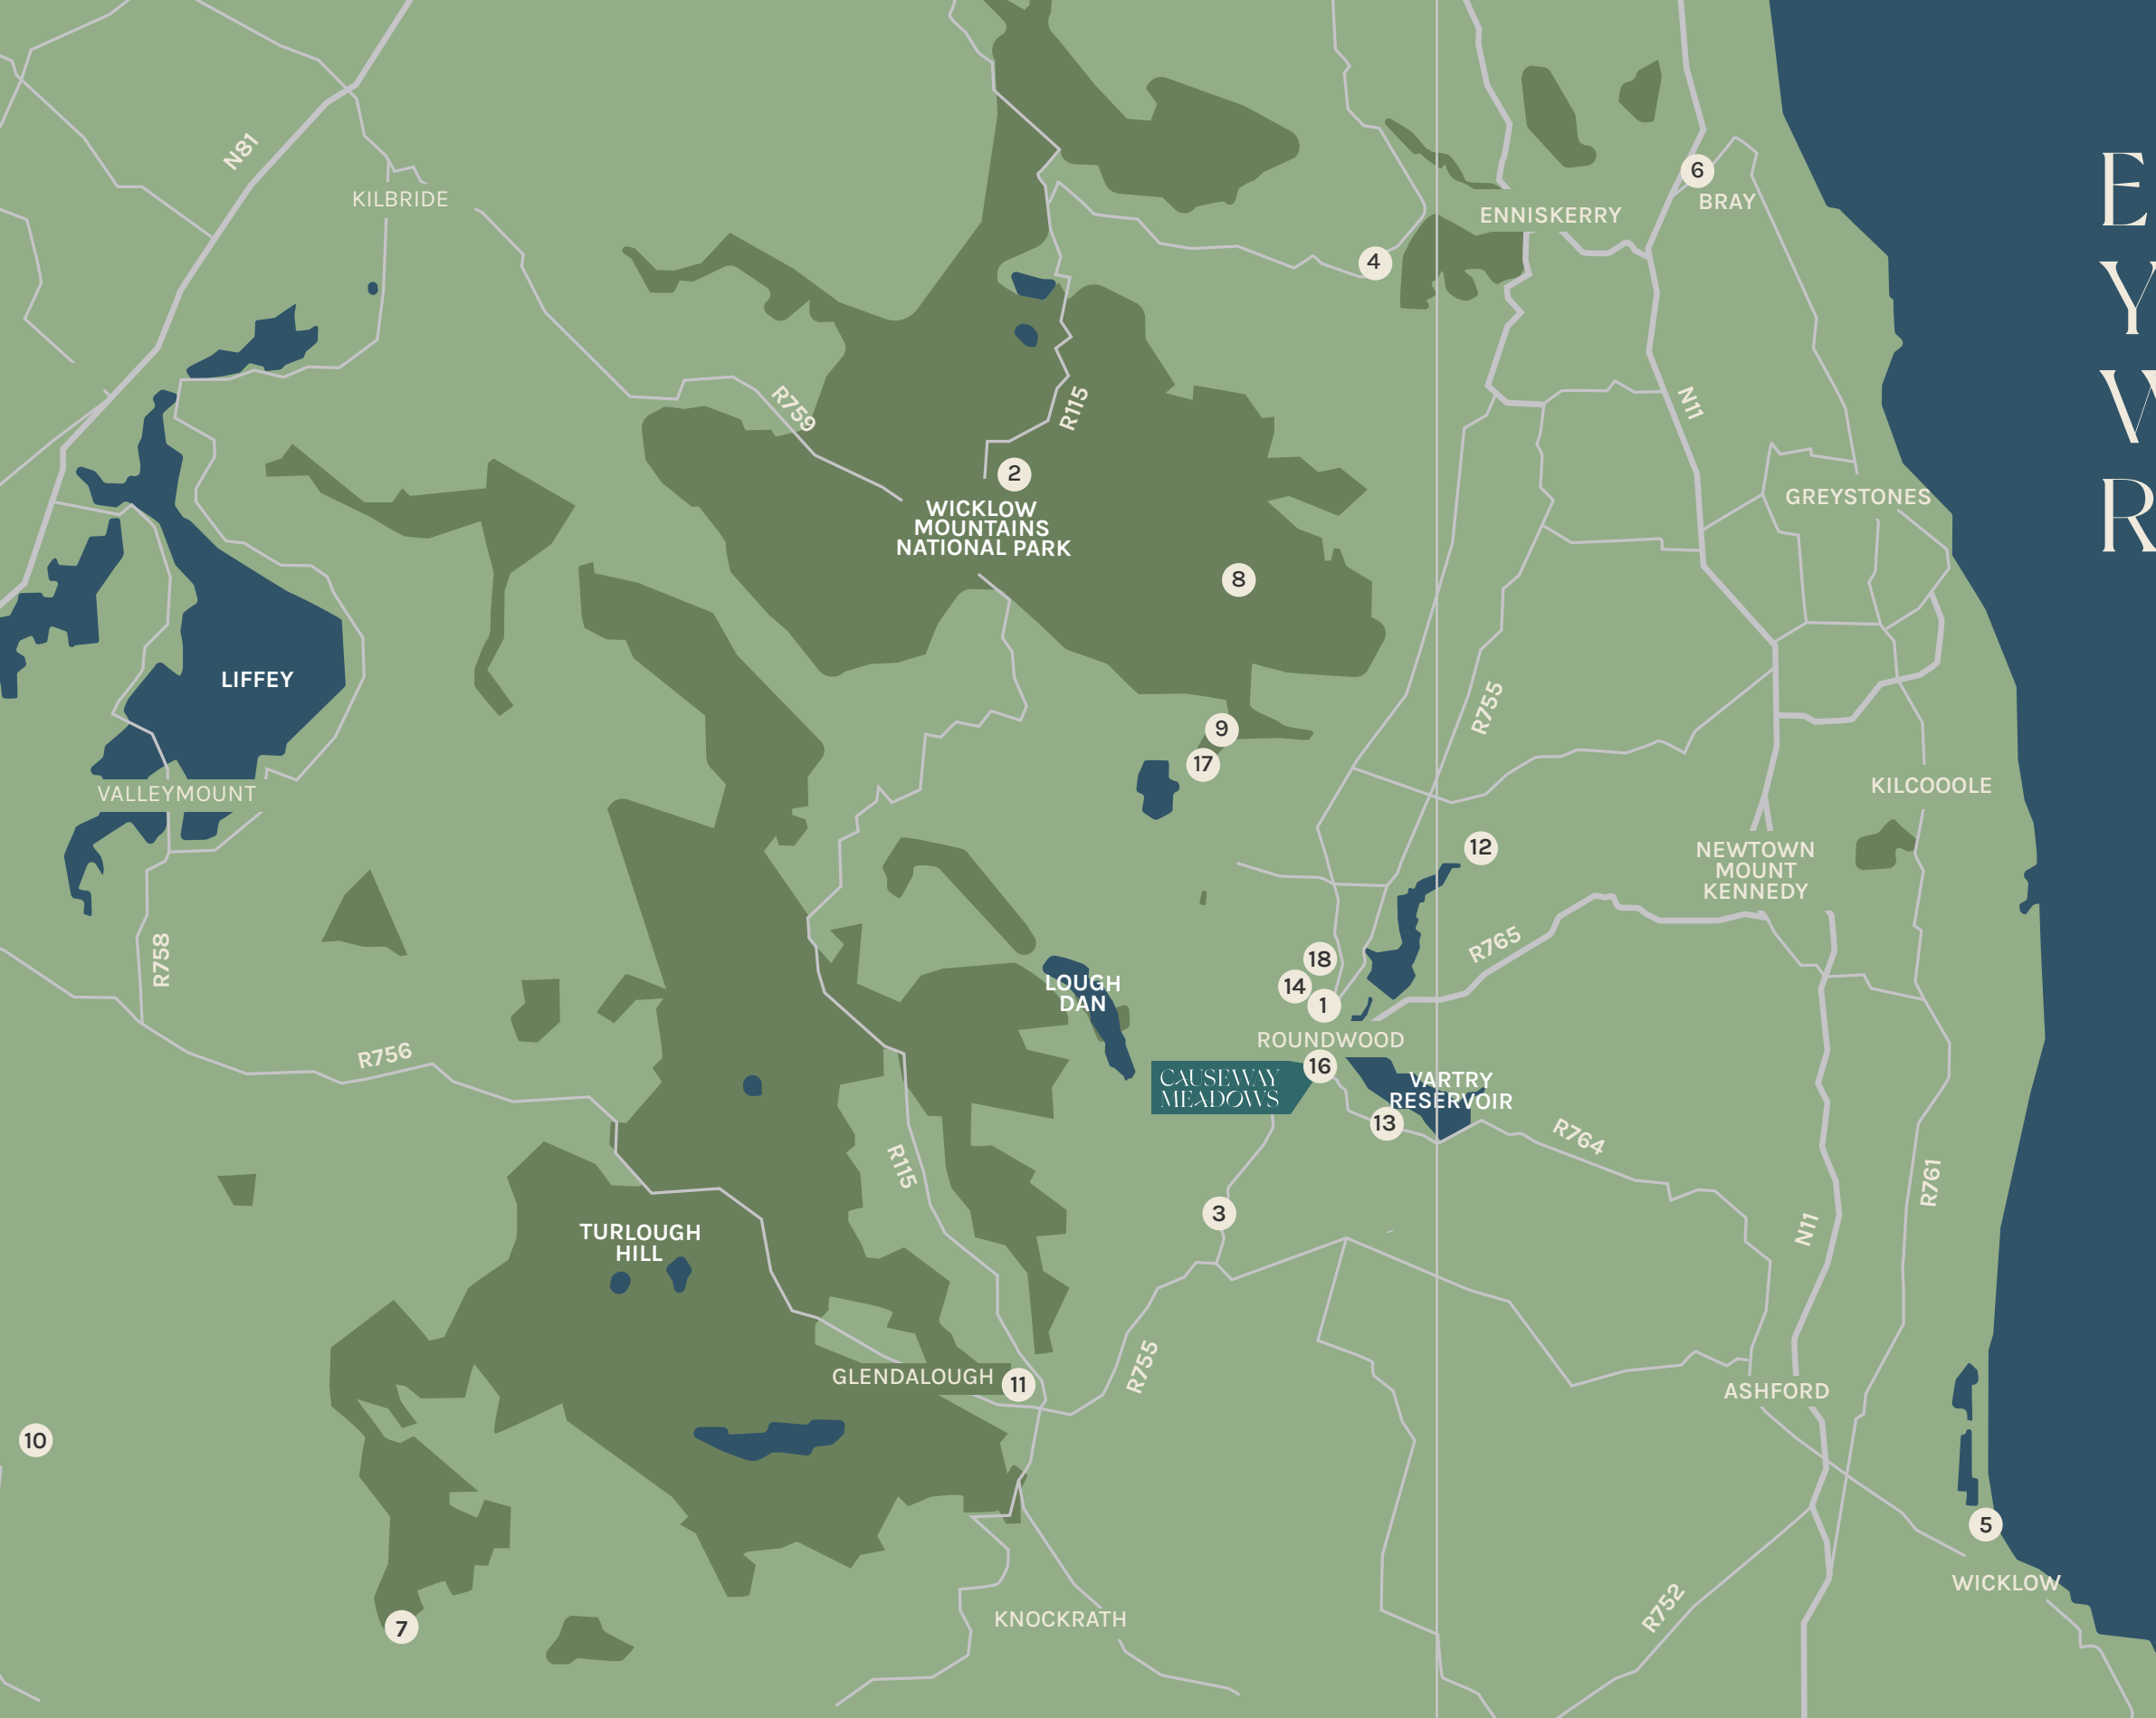 E
6
N81
BRAY
KILBRIDE
ENNISKERRY
4
Y
R759
R115
N11
W
2
GREYSTONES
WICKLOW
MOUNTAINS
NATIONAL PARK
R
8
LIFFEY
R755
9
17
KILCOOOLE
VALLEYMOUNT
12
NEWTOWN
MOUNT
KENNEDY
R758
R765
18
14
LOUGH
DAN
1
ROUNDWOOD
R756
16
CAUSEWAY
MEADOWS
VARTRY
RESERVOIR
13
R764
R115
R761
3
TURLOUGH
HILL
N11
R755
GLENDALOUGH
11
ASHFORD
10
5
WICKLOW
R752
KNOCKRATH
7